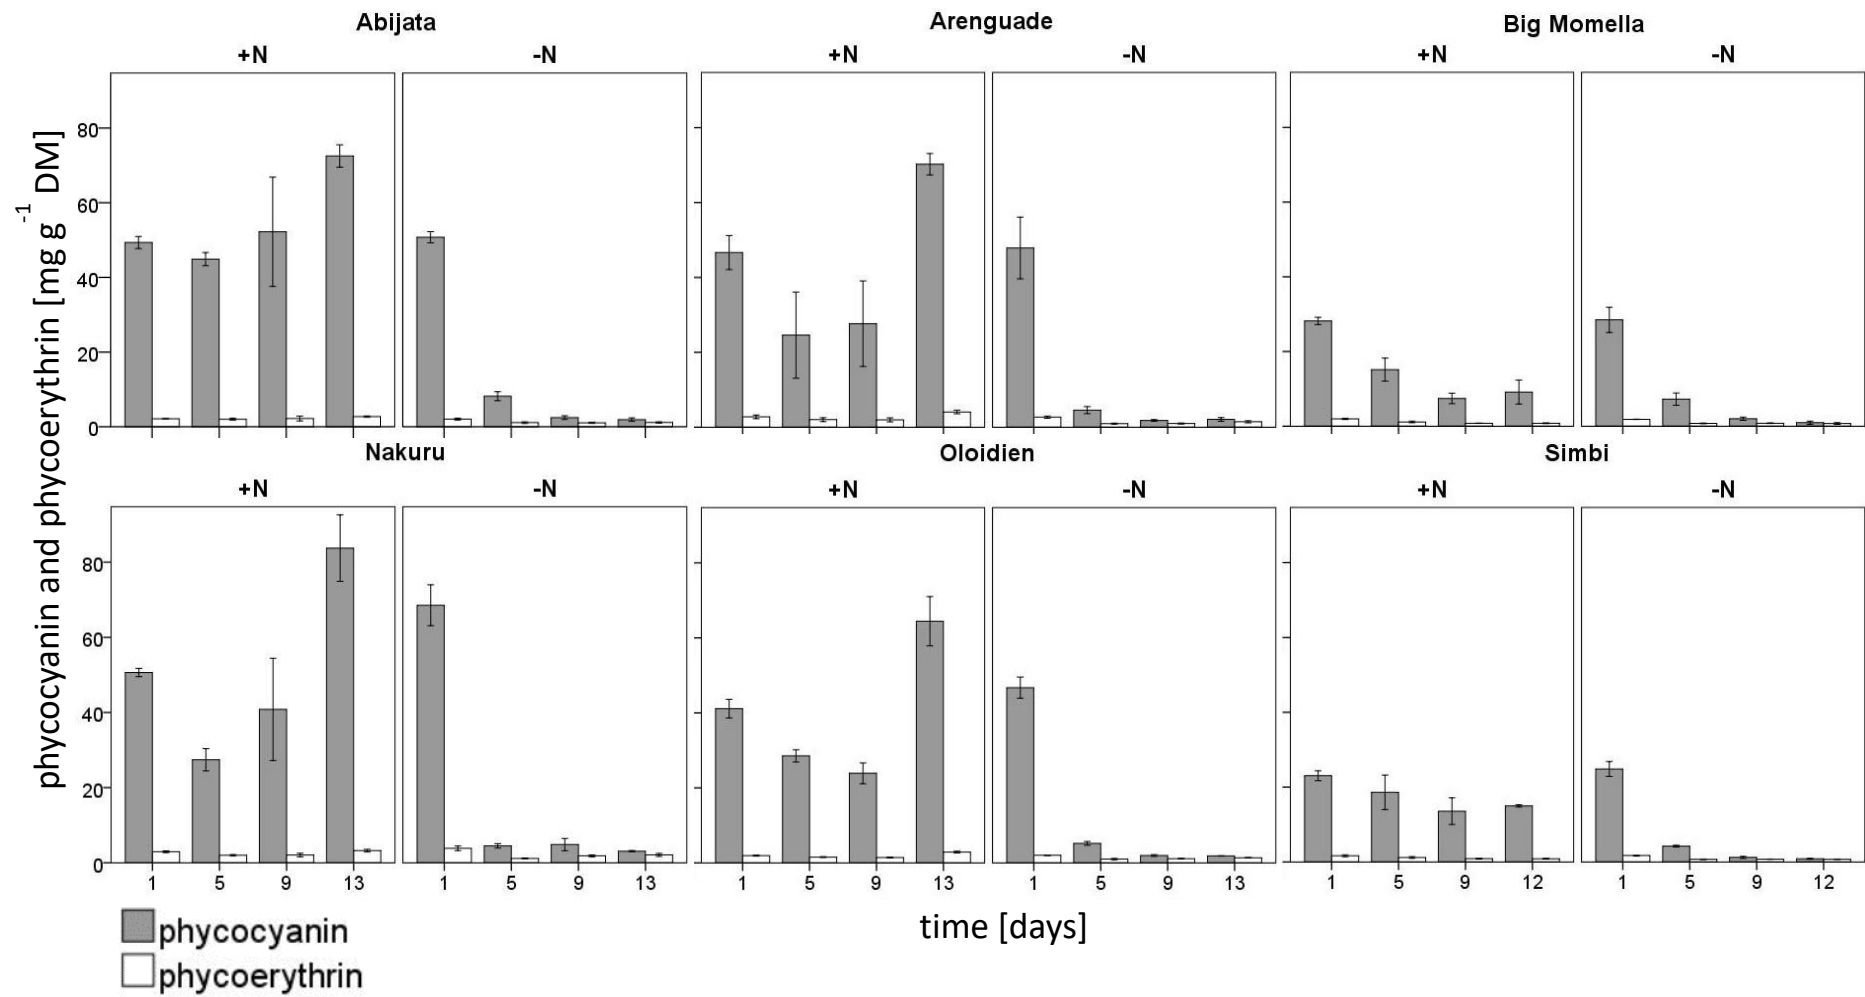 Abijata Arenguade Big Momella
+N -N +N -N +N -N
80
60
40
20
0
phycocyanin and phycoerythrin [mg g-1 DM]
Nakuru Oloidien Simbi
+N -N +N -N +N -N
80
60
40
20
0
1 5 9 13 1 5 9 13 1 5 9 13 1 5 9 13 1 5 9 12 1 5 9 12
time [days]
phycocyanin
phycoerythrin